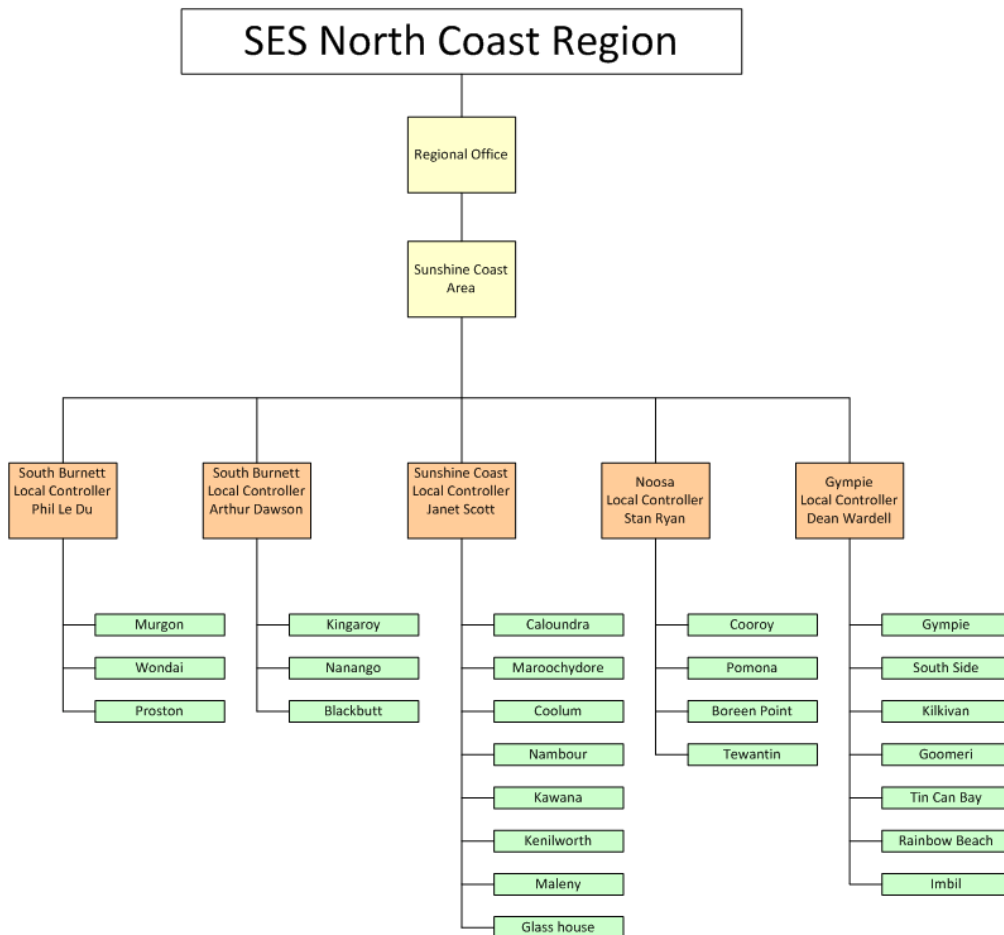 SES North Coast Region
Regional Office
Sunshine Coast
Area
South Burnett
Local Controller
Phil Le Du
South Burnett
Local Controller
Arthur Dawson
Sunshine Coast
Local Controller
Janet Scott
Noosa
Local Controller
Stan Ryan
Gympie
Local Controller
Dean Wardell
Murgon
Wondai
Proston
Kingaroy
Nanango
Blackbutt
Caloundra
Maroochydore
Coolum
Nambour
Kawana
Kenilworth
Maleny
Glass house
Cooroy
Pomona
Boreen Point
Tewantin
Gympie
South Side
Kilkivan
Goomeri
Tin Can Bay
Rainbow Beach
Imbil